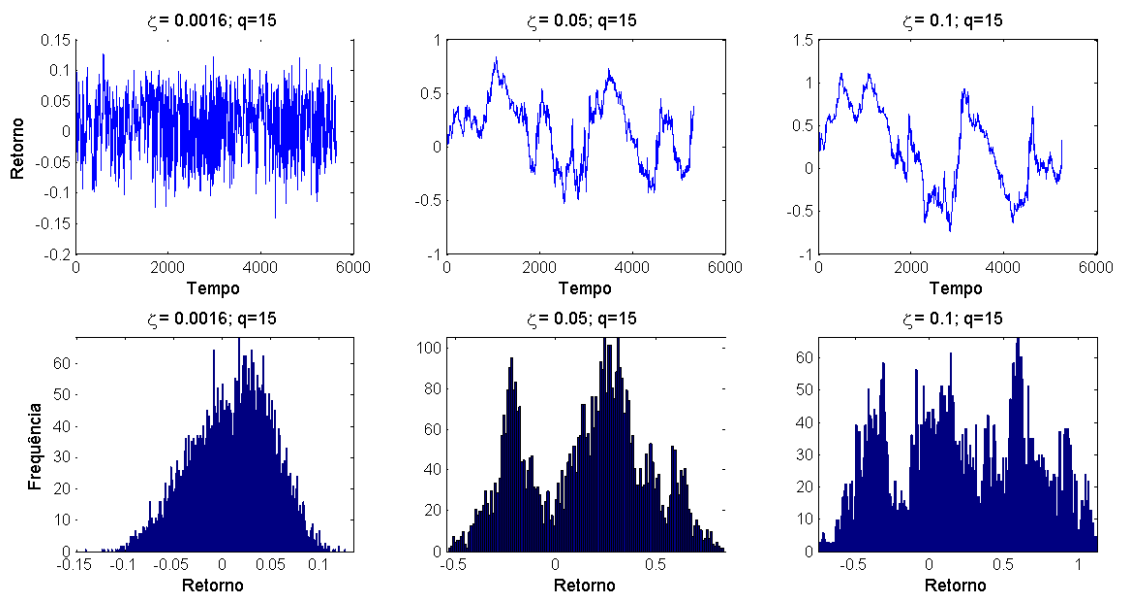 ζ = 0.0016; q=15
ζ = 0.05; q=15
ζ = 0.1; q=15
0.15
0.1
0.05
0
-0.05
-0.1
-0.15
-0.2
Retorno
0 2000 4000 6000
Tempo
1
0.5
0
-0.5
-1
0 2000 4000 6000
Tempo
1.5
1
0.5
0
-0.5
-1
0 2000 4000 6000
Tempo
ζ = 0.0016; q=15
ζ = 0.05; q=15
ζ = 0.1; q=15
60
50
40
30
20
10
0
Frequência
-0.15 -0.1 -0.05 0 0.05 0.1
Retorno
100
80
60
40
20
0
-0.5 0 0.5
Retorno
60
50
40
30
20
10
0
-0.5 0 0.5 1
Retorno